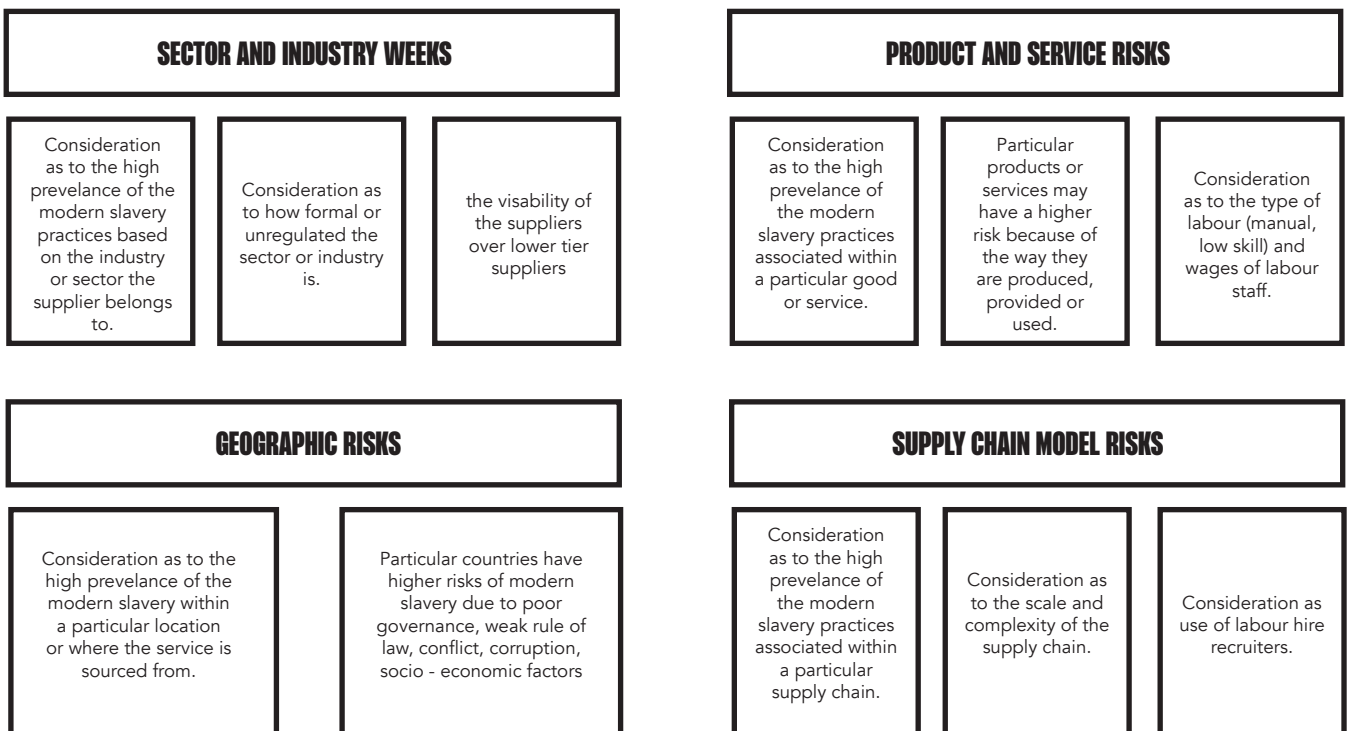 SECTOR AND INDUSTRY WEEKS
Consideration
as to the high
prevelance of the
modern slavery
practices based
on the industry
or sector the
supplier belongs
to.
Consideration as
to how formal or
unregulated the
sector or industry
is.
the visability of
the suppliers
over lower tier
suppliers
PRODUCT AND SERVICE RISKS
Consideration
as to the high
prevelance of
the modern
slavery practices
associated within
a particular good
or service.
Particular
products or
services may
have a higher
risk because of
the way they
are produced,
provided or
used.
Consideration
as to the type of
labour (manual,
low skill) and
wages of labour
staff.
GEOGRAPHIC RISKS
Consideration as to the
high prevelance of the
modern slavery within
a particular location
or where the service is
sourced from.
Particular countries have
higher risks of modern
slavery due to poor
governance, weak rule of
law, conflict, corruption,
socio - economic factors
SUPPLY CHAIN MODEL RISKS
Consideration
as to the high
prevelance of
the modern
slavery practices
associated within
a particular
supply chain.
Consideration as
to the scale and
complexity of the
supply chain.
Consideration as
use of labour hire
recruiters.